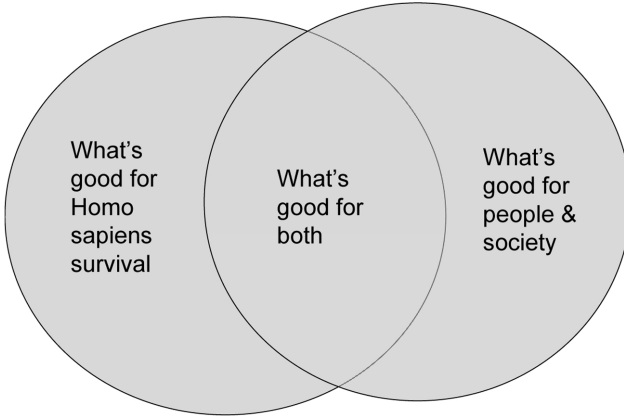 What’s
good for
Homo
sapiens
survival
What’s
good for
both
What’s
good for
people &
society